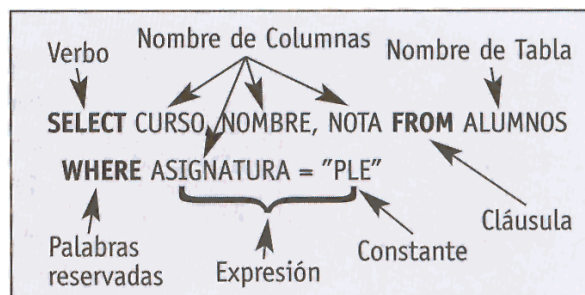 Nombre de Columnas
Verbo
Nombre de Tabla
SELECT CURSO, NOMBRE, NOTA FROM ALUMNOS
WHERE ASIGNATURA = "PLE"
Cláusula
Palabras
reservadas
Expresión
Constante